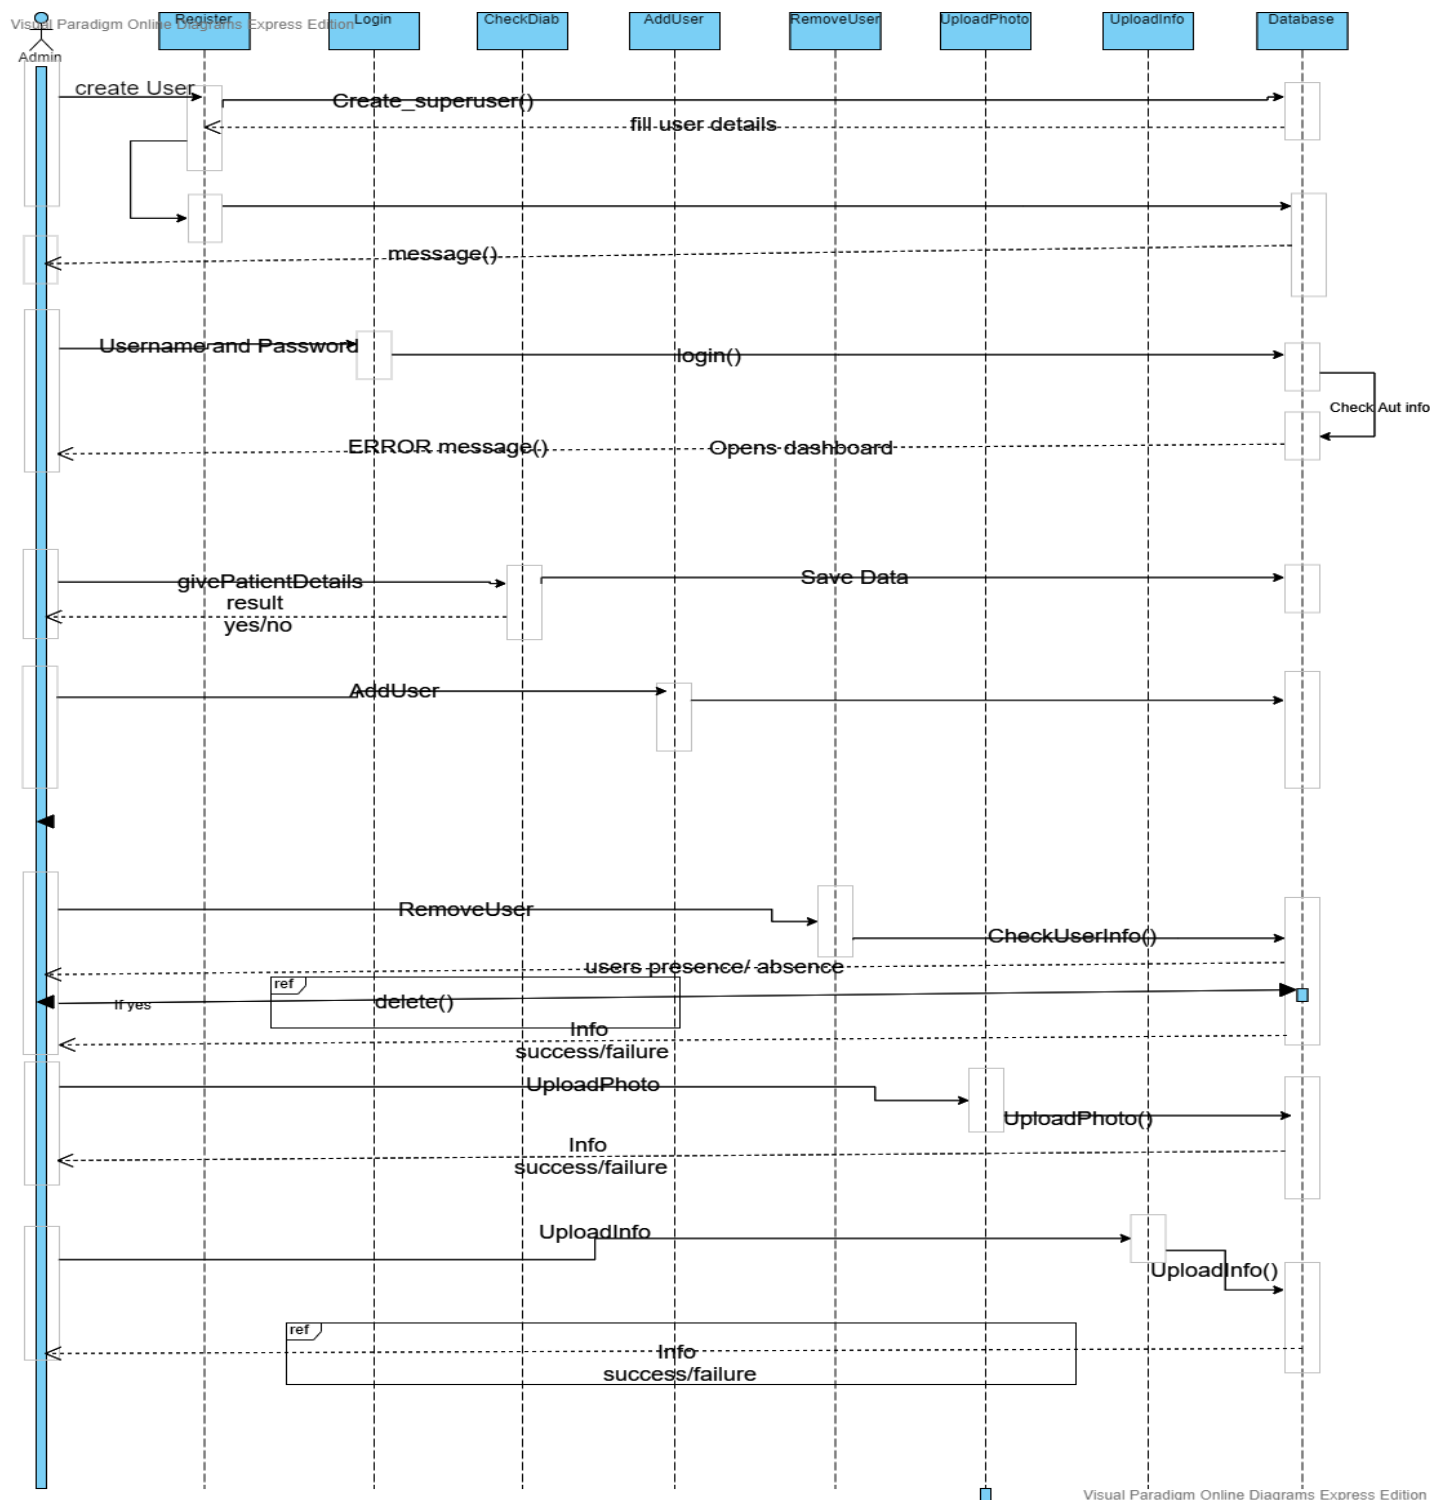 Visual Paradigm Online Diagrams Express Edition
Admin
Register
Login
CheckDiab
AddUser
RemoveUser
UploadPhoto
UploadInfo
Database
create User
Create_superuser()
fill user details
message()
Username and Password
login()
Check Aut info
ERROR message()
Opens dashboard
givePatientDetails
Save Data
result
yes/no
AddUser
RemoveUser
CheckUserInfo()
users presence/ absence
ref
If yes
delete()
Info
success/failure
UploadPhoto
UploadPhoto()
Info
success/failure
UploadInfo
UploadInfo()
ref
Info
success/failure
Visual Paradigm Online Diagrams Express Edition